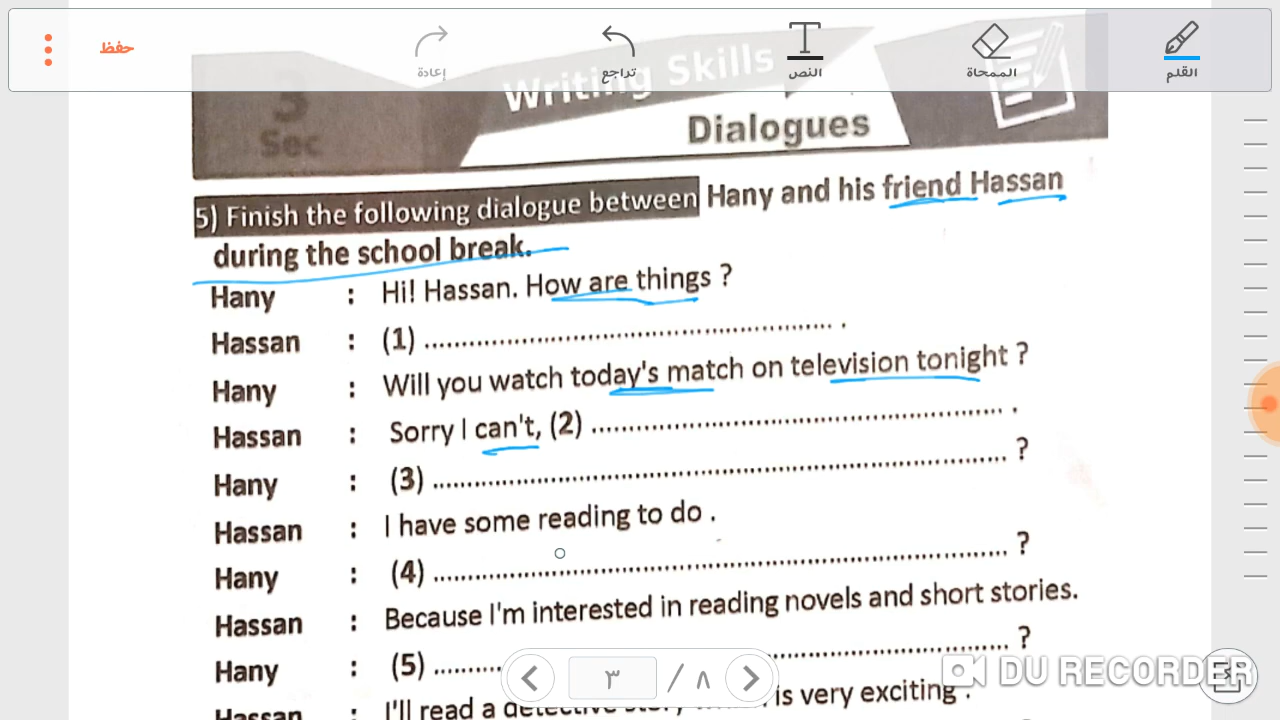 حفظ
إعادة
تراجع
النص
الممحاة
القلم
Writing Skills
3
Sec
Dialogues
5) Finish the following dialogue between Hany and his friend Hassan
during the school break.
Hany : Hi! Hassan. How are things ?
Hassan : (1) ........................................ .
Hany : Will you watch today's match on television tonight ?
Hassan : Sorry I can't, (2) ........................................ .
Hany : (3) ........................................ ?
Hassan : I have some reading to do .
Hany : (4) ........................................ ?
Hassan : Because I'm interested in reading novels and short stories.
Hany : (5) ........................................ ?
Hassan : I'll read a detective story is very exciting .
٣ / ٨
DU RECORDER